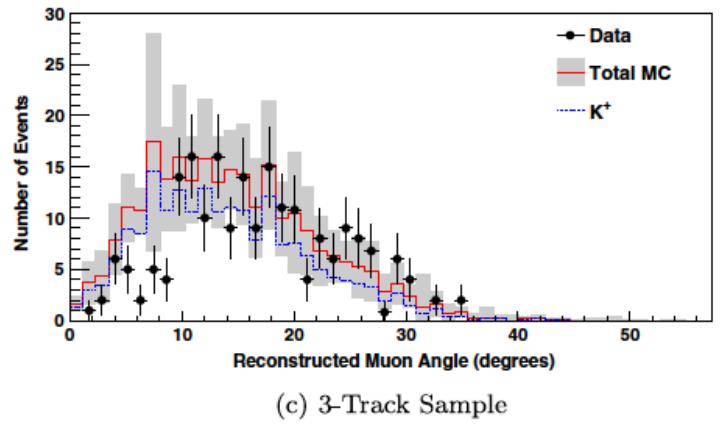 30
25
20
15
10
5
0
Number of Events
Data
Total MC
K+
0 10 20 30 40 50
Reconstructed Muon Angle (degrees)
(c) 3-Track Sample